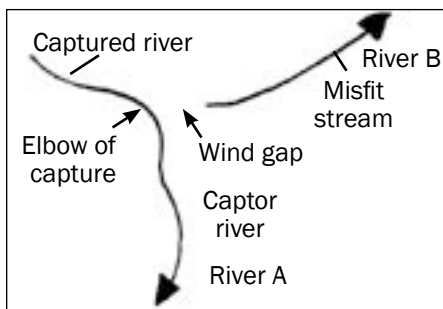 Captured river
River B
Misfit
stream
Elbow of
capture
Wind gap
Captor
river
River A